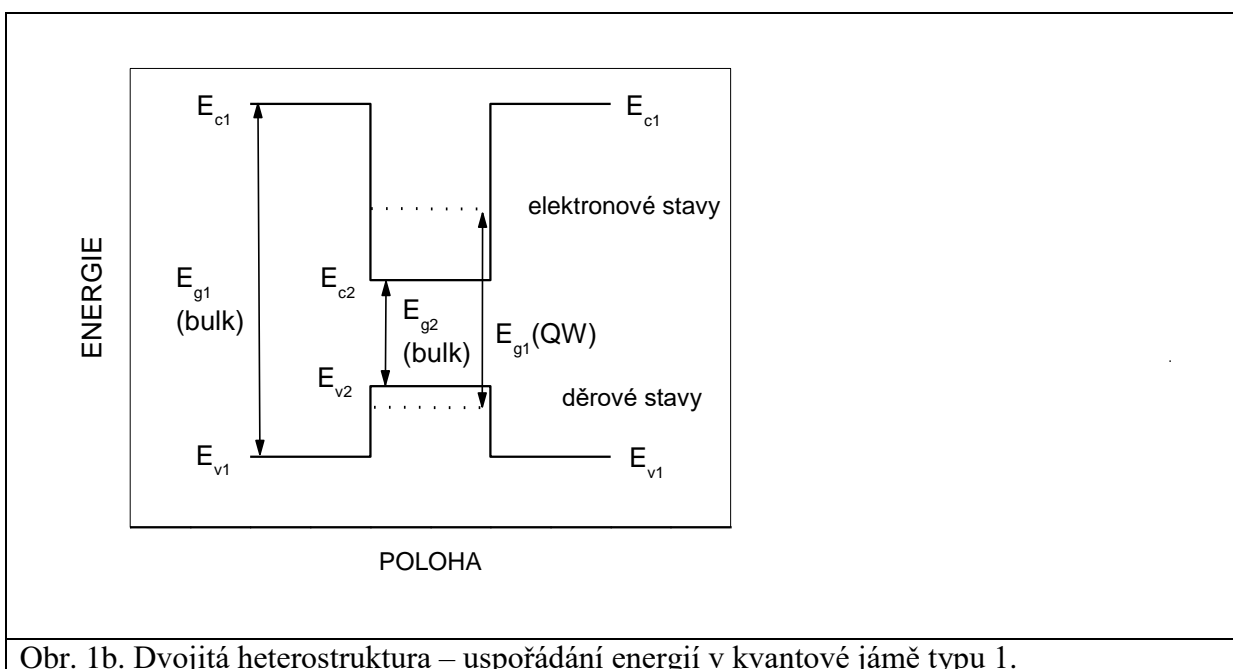 E_c1
E_c1
elektronové stavy
ENERGIE
E_g1
(bulk)
E_c2
E_g2
(bulk)
E_g1(QW)
E_v2
děrové stavy
E_v1
E_v1
POLOHA
Obr. 1b. Dvojitá heterostruktura – uspořádání energií v kvantové jámě typu 1.